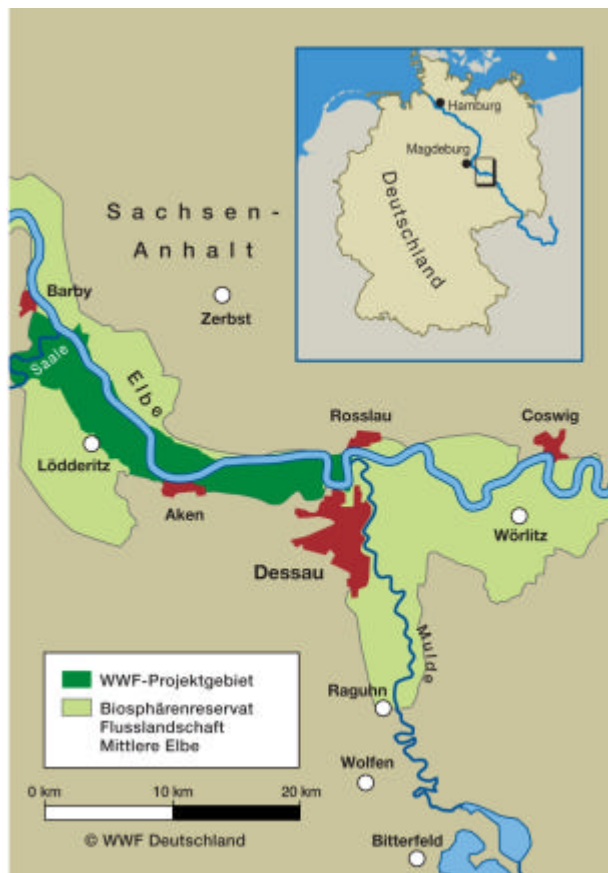 Hamburg
Magdeburg
Deutschland
Sachsen-
Anhalt
Barby
Zerbst
Saale
Elbe
Rosslau
Coswig
Lödderitz
Aken
Wörlitz
Dessau
Mulde
WWF-Projektgebiet
Biosphärenreservat
Flusslandschaft
Mittlere Elbe
Raguhn
Wolfen
0 km 10 km 20 km
© WWF Deutschland
Bitterfeld